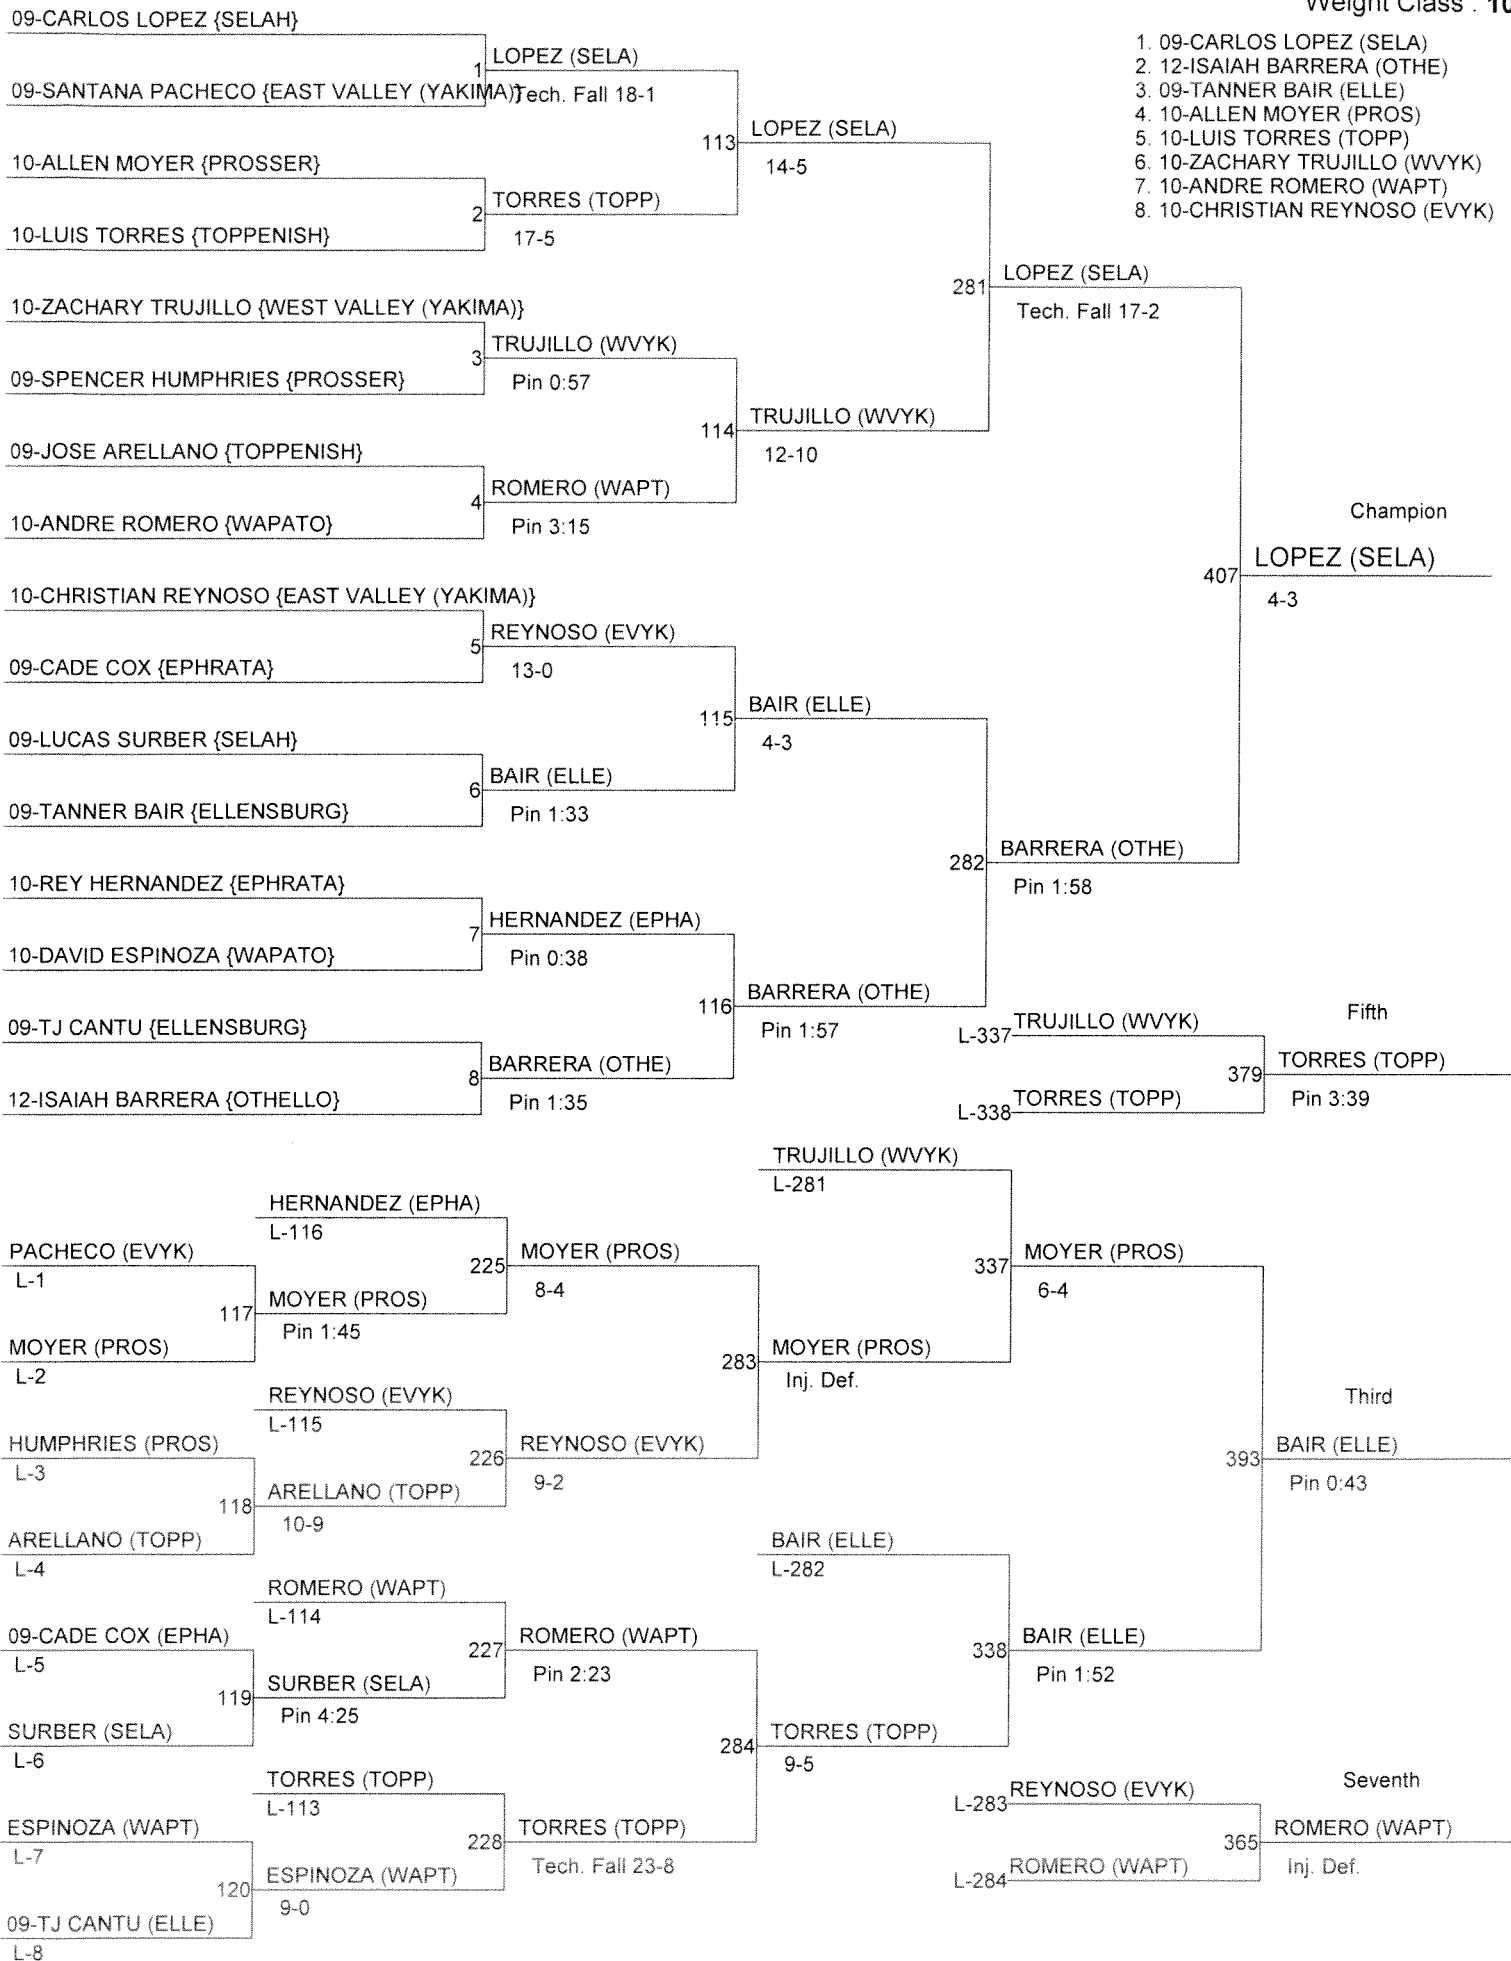 Weight Class : 10
1. 09-CARLOS LOPEZ (SELA)
2. 12-ISAIAH BARRERA (OTHE)
3. 09-TANNER BAIR (ELLE)
4. 10-ALLEN MOYER (PROS)
5. 10-LUIS TORRES (TOPP)
6. 10-ZACHARY TRUJILLO (WVYK)
7. 10-ANDRE ROMERO (WAPT)
8. 10-CHRISTIAN REYNOSO (EVYK)
09-CARLOS LOPEZ {SELAH}
1
LOPEZ (SELA)
09-SANTANA PACHECO {EAST VALLEY (YAKIMA)}
Tech. Fall 18-1
113
LOPEZ (SELA)
14-5
10-ALLEN MOYER {PROSSER}
2
TORRES (TOPP)
10-LUIS TORRES {TOPPENISH}
17-5
281
LOPEZ (SELA)
Tech. Fall 17-2
10-ZACHARY TRUJILLO {WEST VALLEY (YAKIMA)}
3
TRUJILLO (WVYK)
09-SPENCER HUMPHRIES {PROSSER}
Pin 0:57
114
TRUJILLO (WVYK)
12-10
09-JOSE ARELLANO {TOPPENISH}
4
ROMERO (WAPT)
10-ANDRE ROMERO {WAPATO}
Pin 3:15
Champion
407
LOPEZ (SELA)
4-3
10-CHRISTIAN REYNOSO {EAST VALLEY (YAKIMA)}
5
REYNOSO (EVYK)
09-CADE COX {EPHRATA}
13-0
115
BAIR (ELLE)
4-3
09-LUCAS SURBER {SELAH}
6
BAIR (ELLE)
09-TANNER BAIR {ELLENSBURG}
Pin 1:33
282
BARRERA (OTHE)
Pin 1:58
10-REY HERNANDEZ {EPHRATA}
7
HERNANDEZ (EPHA)
10-DAVID ESPINOZA {WAPATO}
Pin 0:38
116
BARRERA (OTHE)
Pin 1:57
09-TJ CANTU {ELLENSBURG}
8
BARRERA (OTHE)
12-ISAIAH BARRERA {OTHELLO}
Pin 1:35
Fifth
L-337
TRUJILLO (WVYK)
379
TORRES (TOPP)
L-338
TORRES (TOPP)
Pin 3:39
TRUJILLO (WVYK)
L-281
HERNANDEZ (EPHA)
L-116
PACHECO (EVYK)
L-1
225
MOYER (PROS)
8-4
337
MOYER (PROS)
6-4
117
MOYER (PROS)
Pin 1:45
MOYER (PROS)
L-2
283
MOYER (PROS)
Inj. Def.
REYNOSO (EVYK)
L-115
Third
HUMPHRIES (PROS)
L-3
226
REYNOSO (EVYK)
9-2
393
BAIR (ELLE)
Pin 0:43
118
ARELLANO (TOPP)
10-9
ARELLANO (TOPP)
L-4
BAIR (ELLE)
L-282
ROMERO (WAPT)
L-114
09-CADE COX (EPHA)
L-5
227
ROMERO (WAPT)
Pin 2:23
338
BAIR (ELLE)
Pin 1:52
119
SURBER (SELA)
Pin 4:25
SURBER (SELA)
L-6
284
TORRES (TOPP)
9-5
TORRES (TOPP)
L-113
Seventh
L-283
REYNOSO (EVYK)
ESPINOZA (WAPT)
L-7
228
TORRES (TOPP)
Tech. Fall 23-8
365
ROMERO (WAPT)
Inj. Def.
L-284
ROMERO (WAPT)
120
ESPINOZA (WAPT)
9-0
09-TJ CANTU (ELLE)
L-8